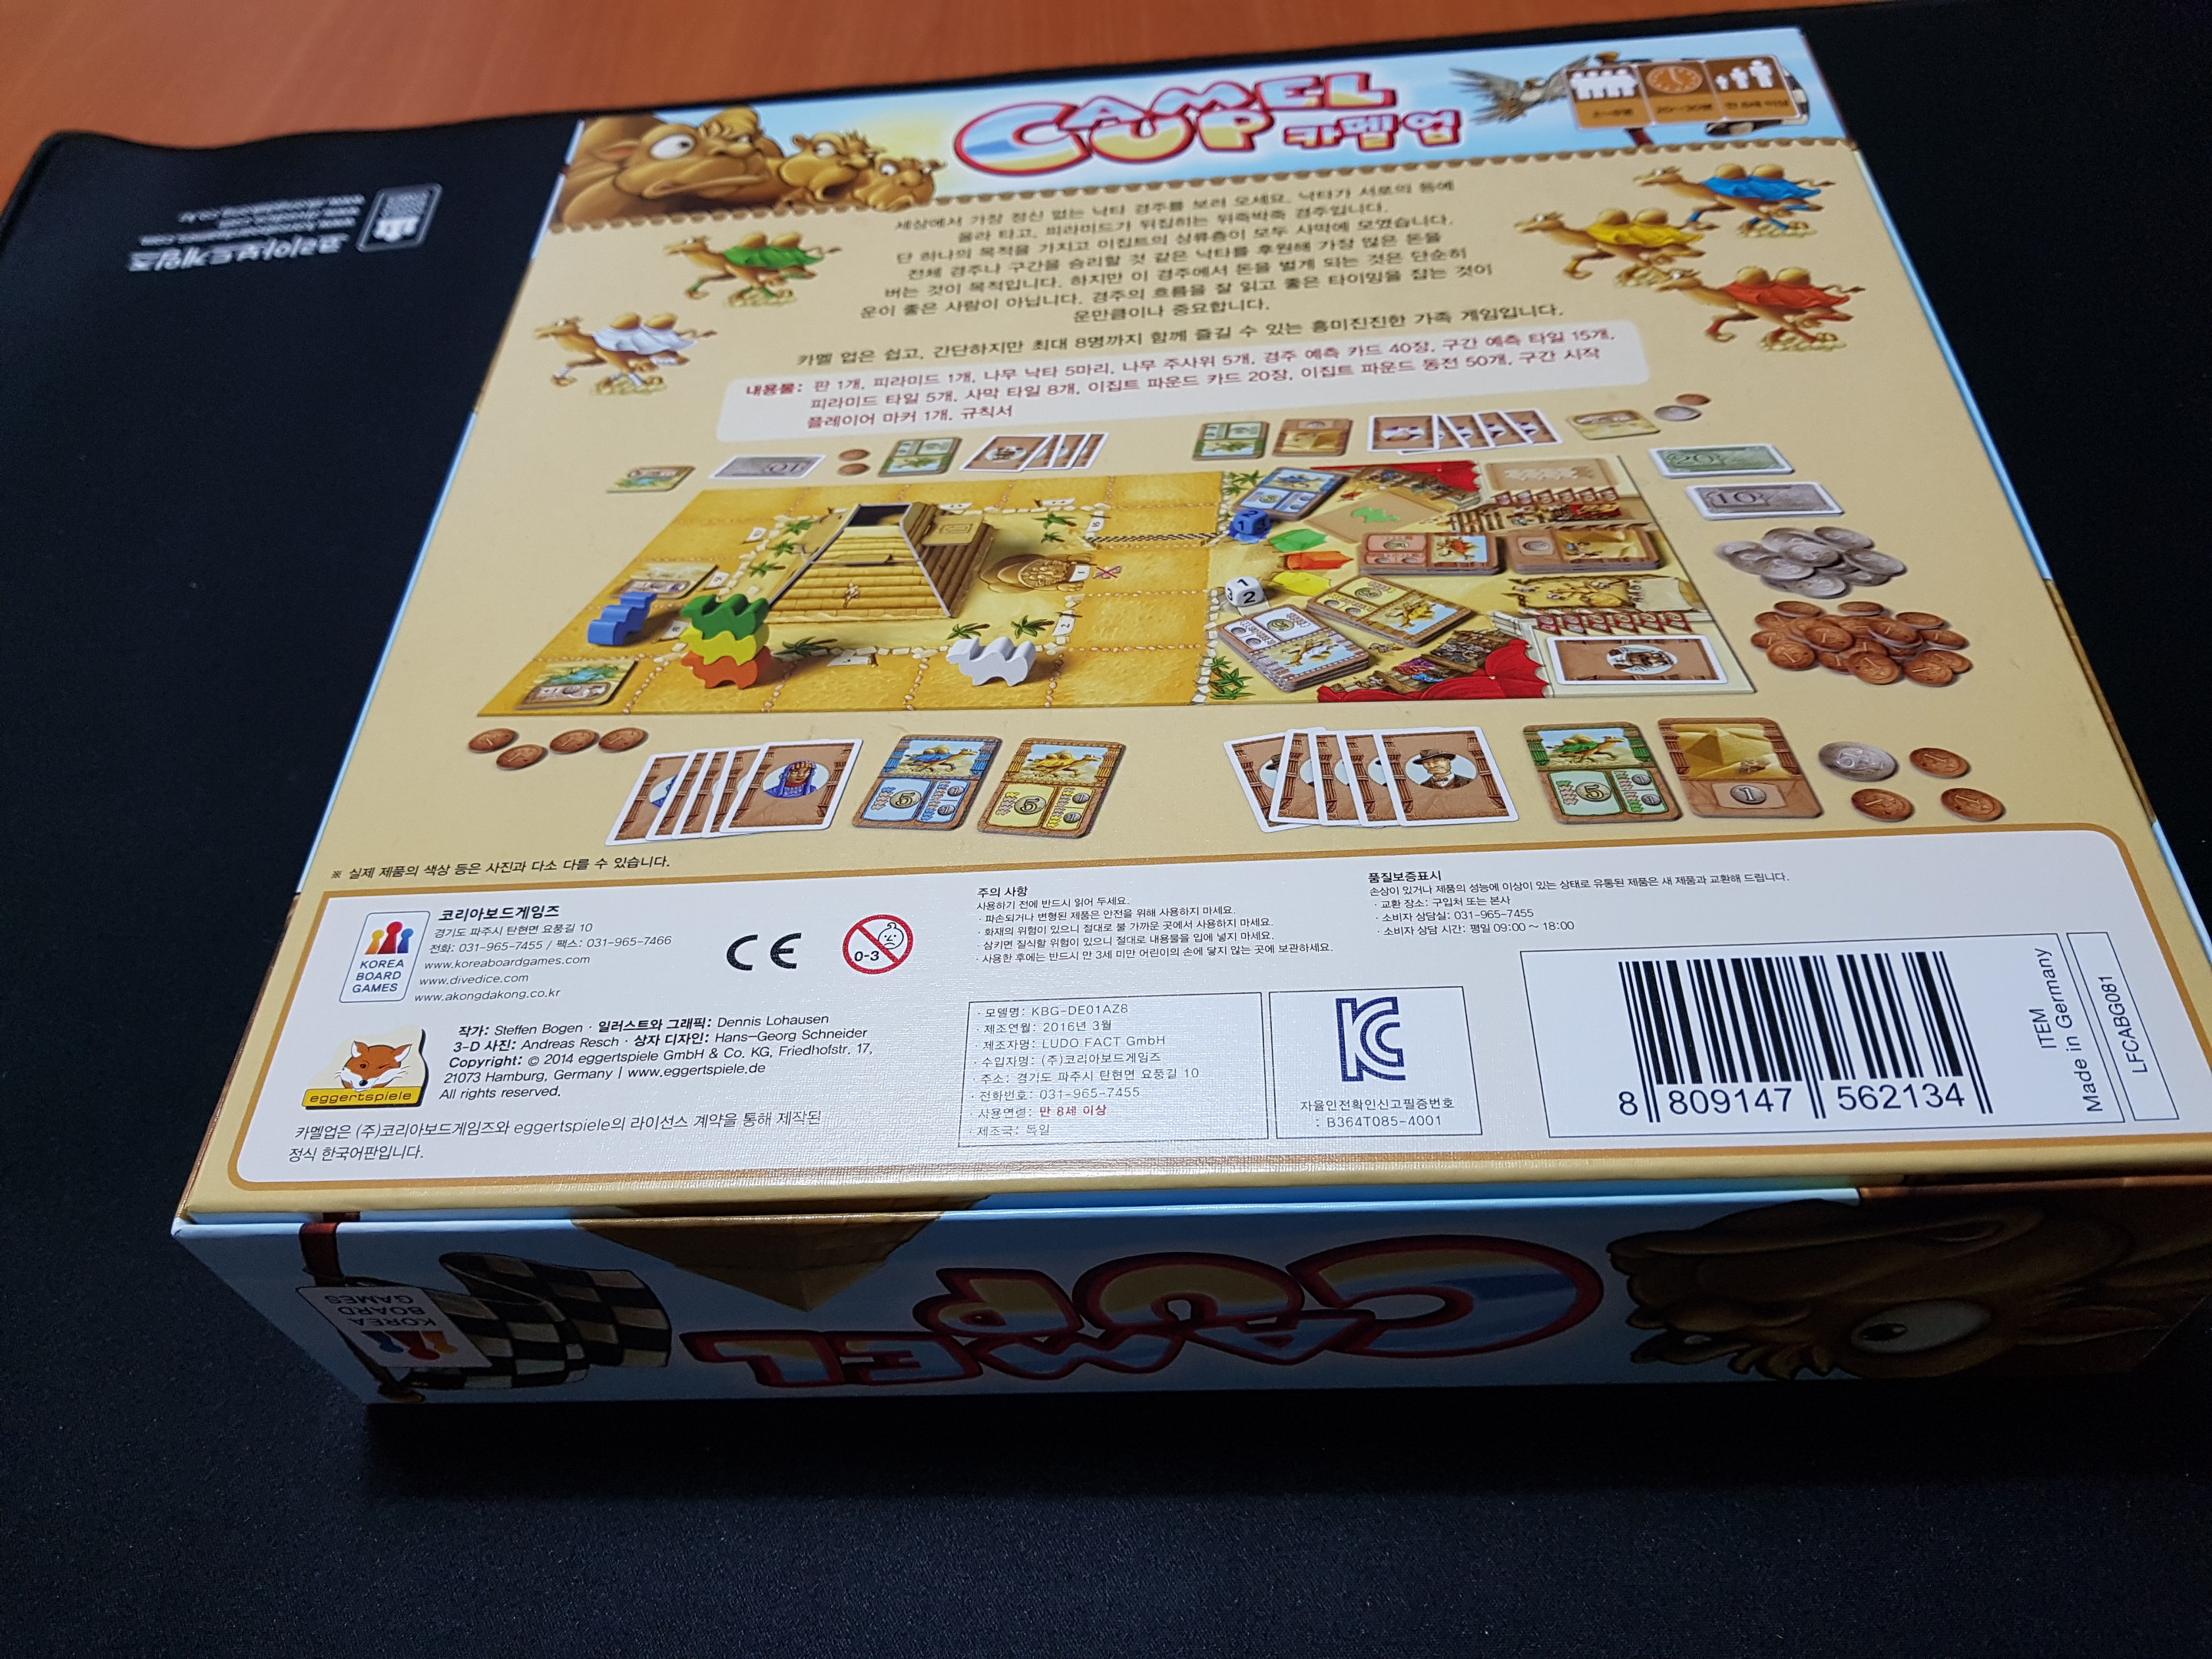 CAMEL
CUP 카멜 업
세상에서 가장 정신 없는 낙타 경주를 보러 오세요. 낙타가 서로의 등에
올라 타고, 피라미드가 뒤집히는 뒤죽박죽 경주입니다.
단 하나의 목적을 가지고 이집트의 상류층이 모두 사막에 모였습니다.
전체 경주나 구간을 승리할 것 같은 낙타를 후원해 가장 많은 돈을
버는 것이 목적입니다. 하지만 이 경주에서 돈을 벌게 되는 것은 단순히
운이 좋은 사람이 아닙니다. 경주의 흐름을 잘 읽고 좋은 타이밍을 잡는 것이
운만큼이나 중요합니다.
카멜 업은 쉽고, 간단하지만 최대 8명까지 함께 즐길 수 있는 흥미진진한 가족 게임입니다.
내용물: 판 1개, 피라미드 1개, 나무 낙타 5마리, 나무 주사위 5개, 경주 예측 카드 40장, 구간 예측 타일 15개,
피라미드 타일 5개, 사막 타일 8개, 이집트 파운드 카드 20장, 이집트 파운드 동전 50개, 구간 시작
플레이어 마커 1개, 규칙서
20
10
※ 실제 제품의 색상 등은 사진과 다소 다를 수 있습니다.
KOREA
BOARD
GAMES
코리아보드게임즈
경기도 파주시 탄현면 요풍길 10
전화: 031-965-7455 / 팩스: 031-965-7466
www.koreaboardgames.com
www.divedice.com
www.akongdakong.co.kr
CE
0-3
주의 사항
사용하기 전에 반드시 읽어 두세요.
· 파손되거나 변형된 제품은 안전을 위해 사용하지 마세요.
· 화재의 위험이 있으니 절대로 불 가까운 곳에서 사용하지 마세요.
· 삼키면 질식할 위험이 있으니 절대로 내용물을 입에 넣지 마세요.
· 사용한 후에는 반드시 만 3세 미만 어린이의 손에 닿지 않는 곳에 보관하세요.
품질보증표시
손상이 있거나 제품의 성능에 이상이 있는 상태로 유통된 제품은 새 제품과 교환해 드립니다.
· 교환 장소: 구입처 또는 본사
· 소비자 상담실: 031-965-7455
· 소비자 상담 시간: 평일 09:00 ~ 18:00
eggertspiele
작가: Steffen Bogen · 일러스트와 그래픽: Dennis Lohausen
3-D 사진: Andreas Resch · 상자 디자인: Hans-Georg Schneider
Copyright: © 2014 eggertspiele GmbH & Co. KG, Friedhofstr. 17,
21073 Hamburg, Germany | www.eggertspiele.de
All rights reserved.
카멜업은 (주)코리아보드게임즈와 eggertspiele의 라이선스 계약을 통해 제작된
정식 한국어판입니다.
· 모델명: KBG-DE01AZ8
· 제조연월: 2016년 3월
· 제조자명: LUDO FACT GmbH
· 수입자명: (주)코리아보드게임즈
· 주소: 경기도 파주시 탄현면 요풍길 10
· 전화번호: 031-965-7455
· 사용연령: 만 8세 이상
· 제조국: 독일
자율안전확인신고필증번호
: B364T085-4001
8 809147 562134
ITEM
Made in Germany
LFCABG081
KOREA
BOARD
GAMES
CAMEL
CUP
코리아보드게임즈